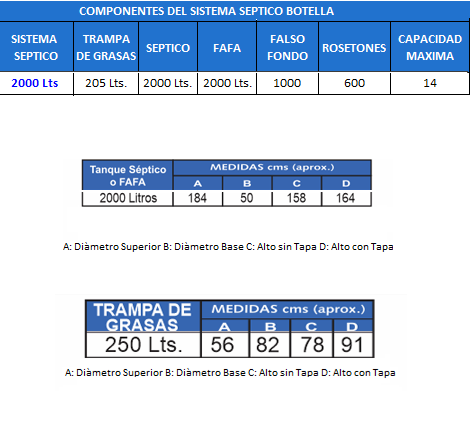 COMPONENTES DEL SISTEMA SEPTICO BOTELLA
SISTEMA SEPTICO TRAMPA DE GRASAS SEPTICO FAFA FALSO FONDO ROSETONES CAPACIDAD MAXIMA
2000 Lts 205 Lts. 2000 Lts. 2000 Lts. 1000 600 14
Tanque Séptico o FAFA MEDIDAS cms (aprox.)
A B C D
2000 Litros 184 50 158 164
A: Diàmetro Superior B: Diàmetro Base C: Alto sin Tapa D: Alto con Tapa
TRAMPA DE GRASAS MEDIDAS cms (aprox.)
A B C D
250 Lts. 56 82 78 91
A: Diàmetro Superior B: Diàmetro Base C: Alto sin Tapa D: Alto con Tapa